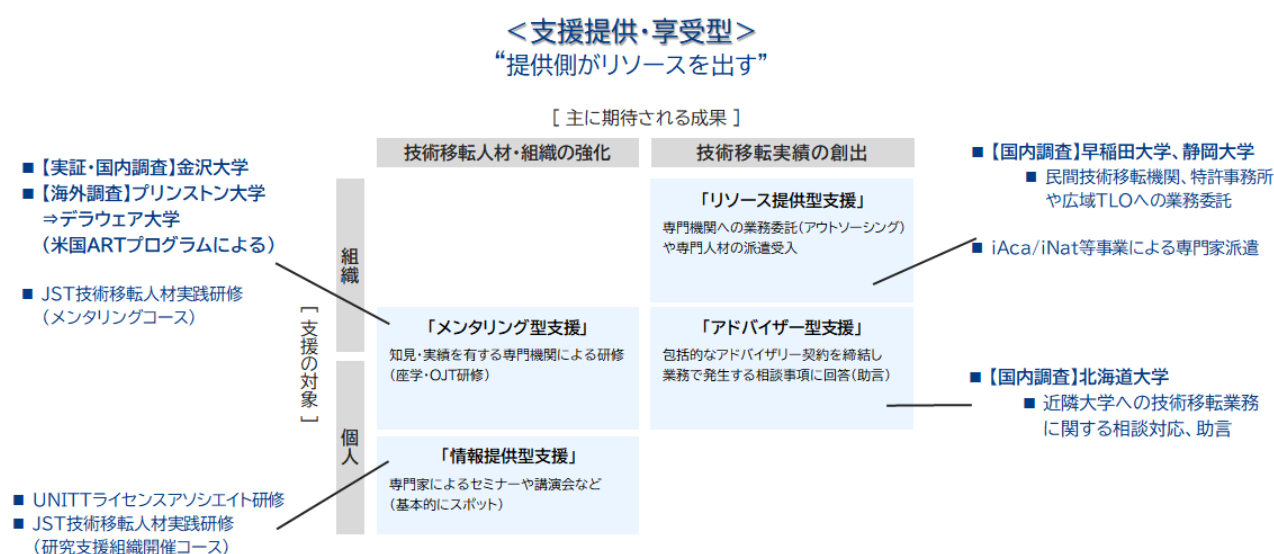 ＜支援提供・享受型＞
“提供側がリソースを出す”
［ 主に期待される成果 ］
技術移転人材・組織の強化
技術移転実績の創出
■【実証・国内調査】金沢大学
■【海外調査】プリンストン大学
⇒デラウェア大学
（米国ARTプログラムによる）
■ JST技術移転人材実践研修
（メンタリングコース）
［支援の対象］
組織
個人
「リソース提供型支援」
専門機関への業務委託（アウトソーシング）
や専門人材の派遣受入
「メンタリング型支援」
知見・実績を有する専門機関による研修
（座学・OJT研修）
「アドバイザー型支援」
包括的なアドバイザリー契約を締結し
業務で発生する相談事項に回答（助言）
「情報提供型支援」
専門家によるセミナーや講演会など
（基本的にスポット）
■【国内調査】早稲田大学、静岡大学
■ 民間技術移転機関、特許事務所
や広域TLOへの業務委託
■ iAca/iNat等事業による専門家派遣
■【国内調査】北海道大学
■ 近隣大学への技術移転業務
に関する相談対応、助言
■ UNITTライセンスアソシエイト研修
■ JST技術移転人材実践研修
（研究支援組織開催コース）